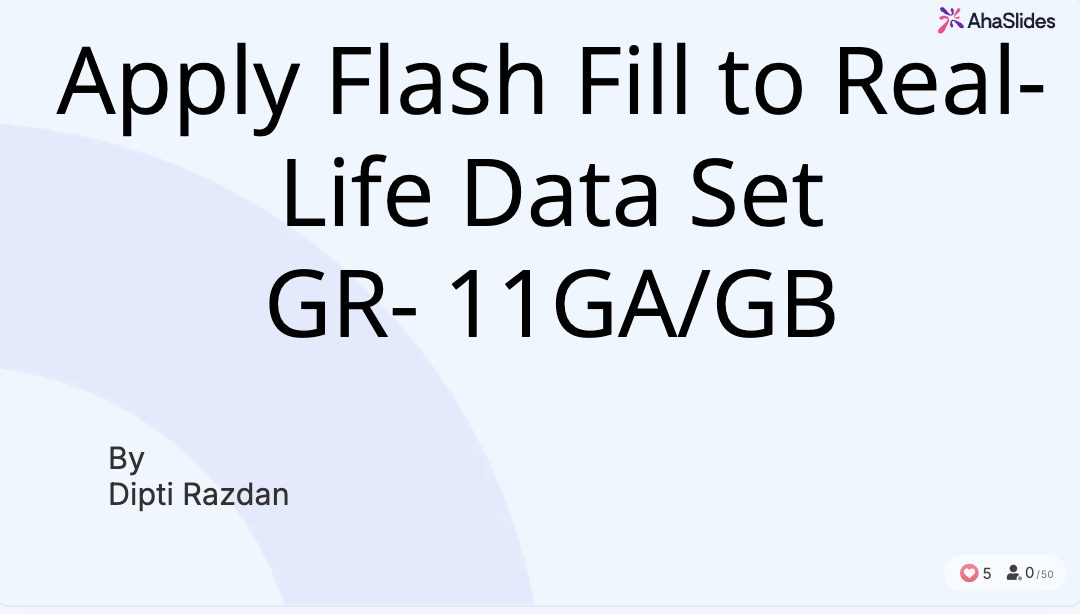 AhaSlides
Apply Flash Fill to Real-
Life Data Set
GR- 11GA/GB
By
Dipti Razdan
5 0/50